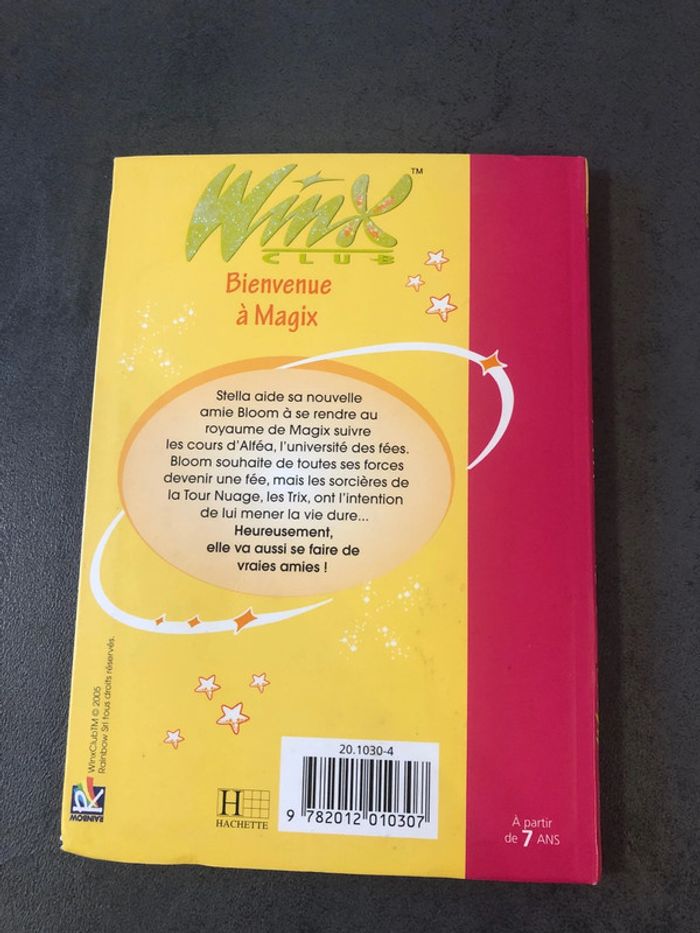 Winx™
CLUB
Bienvenue
à Magix
Stella aide sa nouvelle
amie Bloom à se rendre au
royaume de Magix suivre
les cours d'Alféa, l'université des fées.
Bloom souhaite de toutes ses forces
devenir une fée, mais les sorcières de
la Tour Nuage, les Trix, ont l'intention
de lui mener la vie dure...
Heureusement,
elle va aussi se faire de
vraies amies !
WinxClubTM © 2005
Rainbow Srl tous droits réservés.
RAINBOW
H
HACHETTE
20.1030-4
9 782012 010307
À partir
de 7 ANS